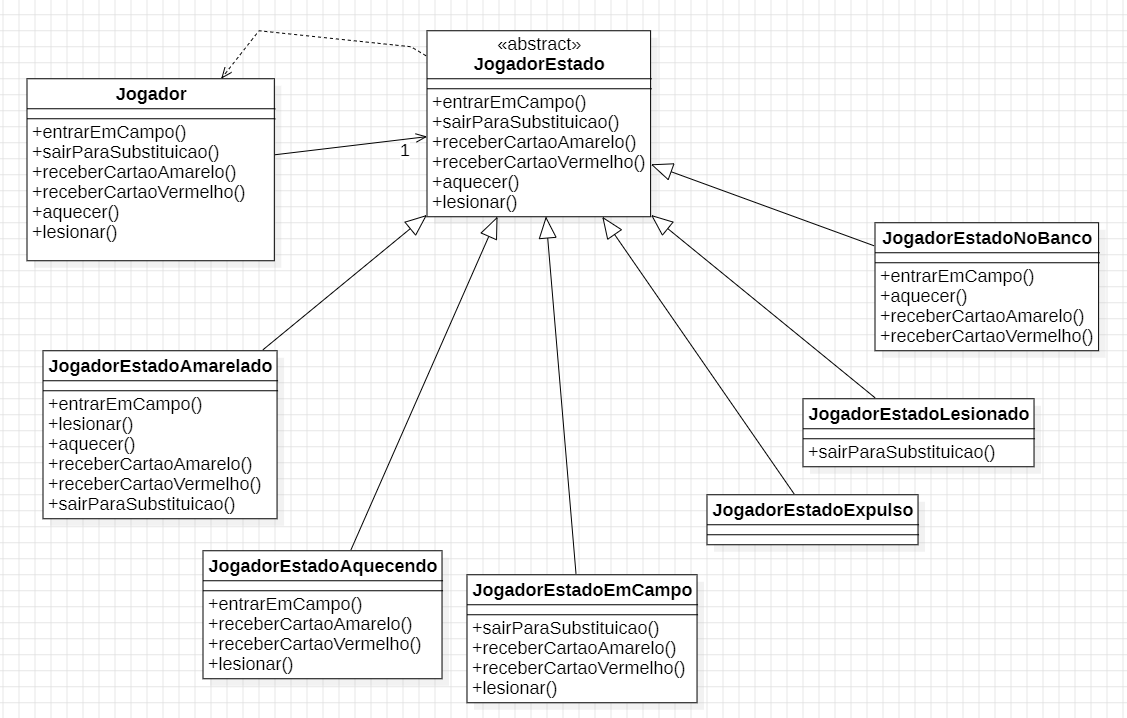 «abstract»
JogadorEstado
+entrarEmCampo()
+sairParaSubstituicao()
+receberCartaoAmarelo()
+receberCartaoVermelho()
+aquecer()
+lesionar()
Jogador
+entrarEmCampo()
+sairParaSubstituicao()
+receberCartaoAmarelo()
+receberCartaoVermelho()
+aquecer()
+lesionar()
1
JogadorEstadoNoBanco
+entrarEmCampo()
+aquecer()
+receberCartaoAmarelo()
+receberCartaoVermelho()
JogadorEstadoAmarelado
+entrarEmCampo()
+lesionar()
+aquecer()
+receberCartaoAmarelo()
+receberCartaoVermelho()
+sairParaSubstituicao()
JogadorEstadoLesionado
+sairParaSubstituicao()
JogadorEstadoExpulso
JogadorEstadoAquecendo
+entrarEmCampo()
+receberCartaoAmarelo()
+receberCartaoVermelho()
+lesionar()
JogadorEstadoEmCampo
+sairParaSubstituicao()
+receberCartaoAmarelo()
+receberCartaoVermelho()
+lesionar()